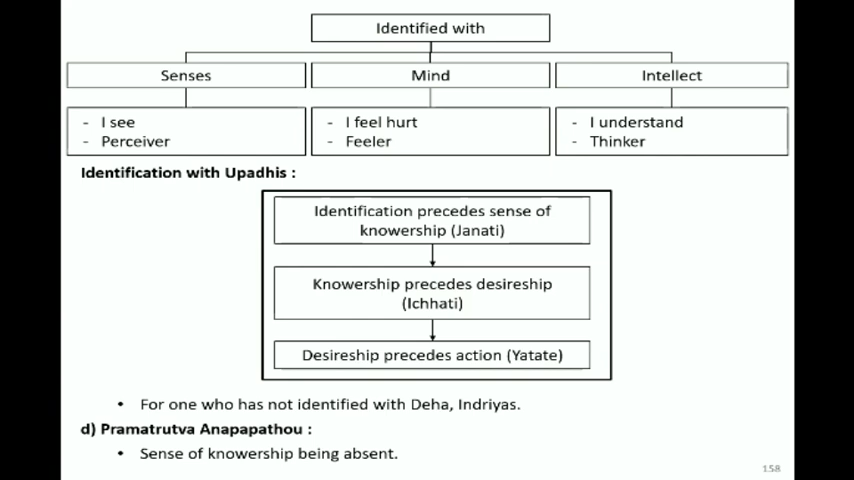 Identified with
Senses
Mind
Intellect
- I see
- Perceiver
- I feel hurt
- Feeler
- I understand
- Thinker
Identification with Upadhis :
Identification precedes sense of
knowership (Janati)
Knowership precedes desireship
(Ichhati)
Desireship precedes action (Yatate)
• For one who has not identified with Deha, Indriyas.
d) Pramatrutva Anapapathou :
• Sense of knowership being absent.
158